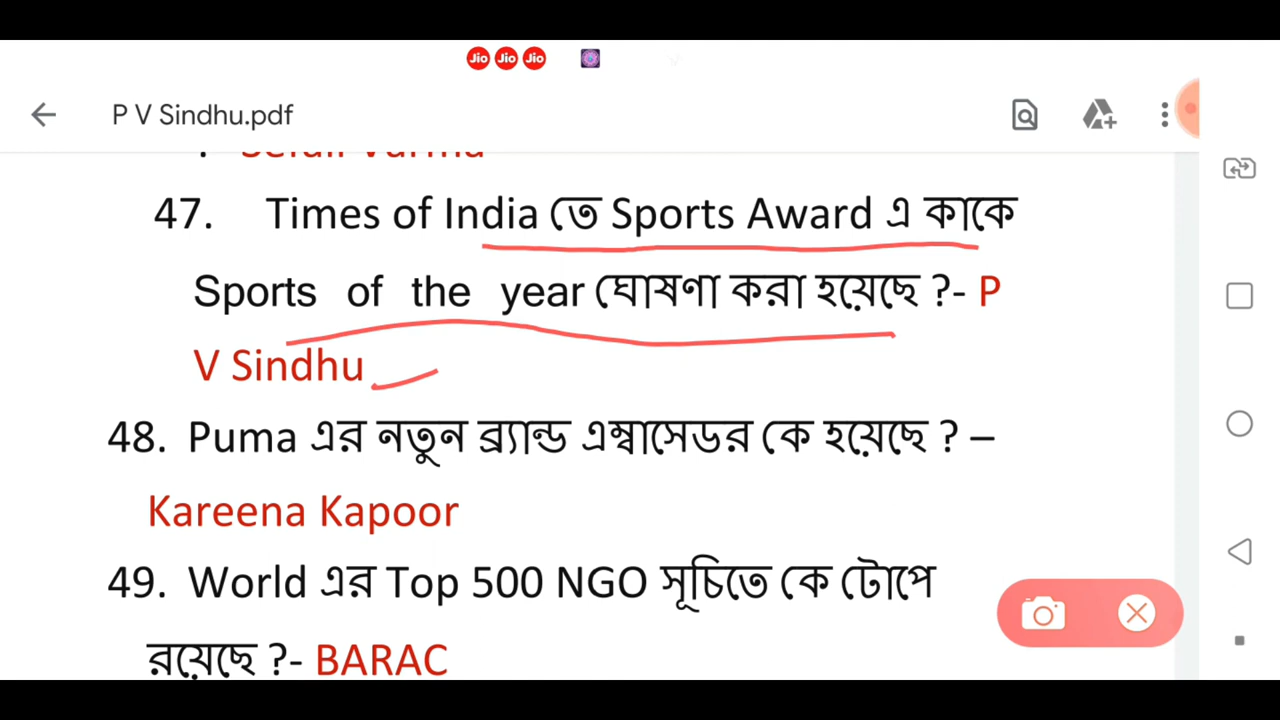 Jio Jio Jio
P V Sindhu.pdf
47. Times of India তে Sports Award এ কাকে
Sports of the year ঘোষণা করা হয়েছে ?- P
V Sindhu
48. Puma এর নতুন ব্র্যান্ড এম্বাসেডর কে হয়েছে ? –
Kareena Kapoor
49. World এর Top 500 NGO সূচিতে কে টোপে
রয়েছে ?- BARAC